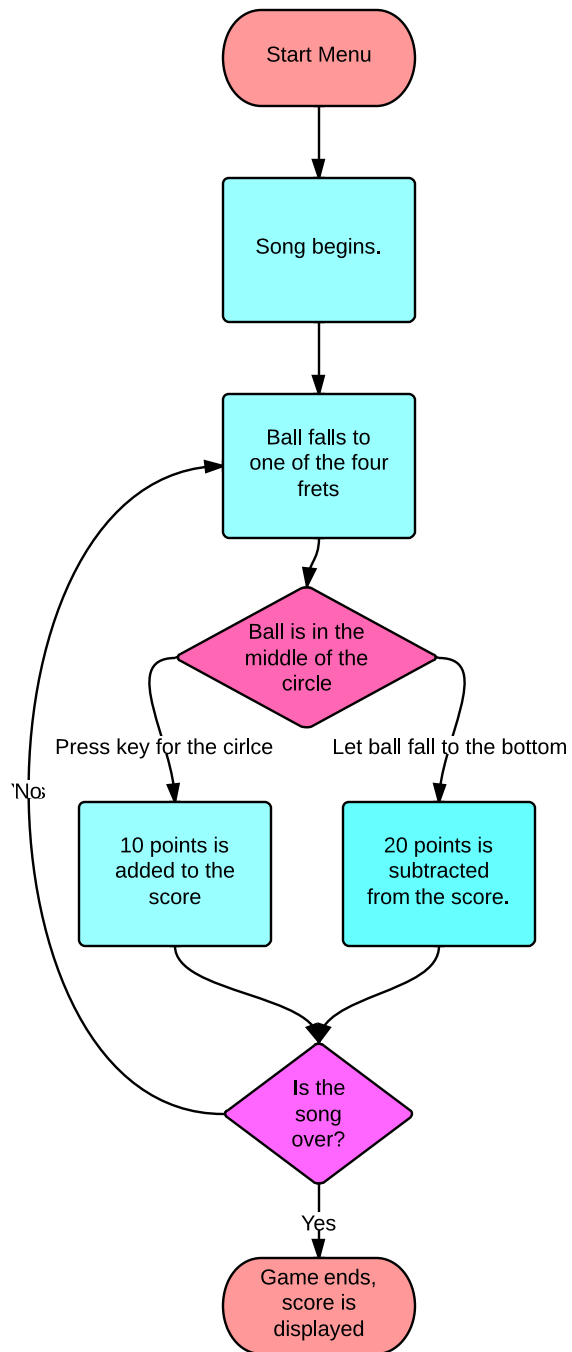 Start Menu
Song begins.
Ball falls to
one of the four
frets
Ball is in the
middle of the
circle
Press key for the cirlce
Let ball fall to the bottom
No
10 points is
added to the
score
20 points is
subtracted
from the score.
Is the
song
over?
Yes
Game ends,
score is
displayed